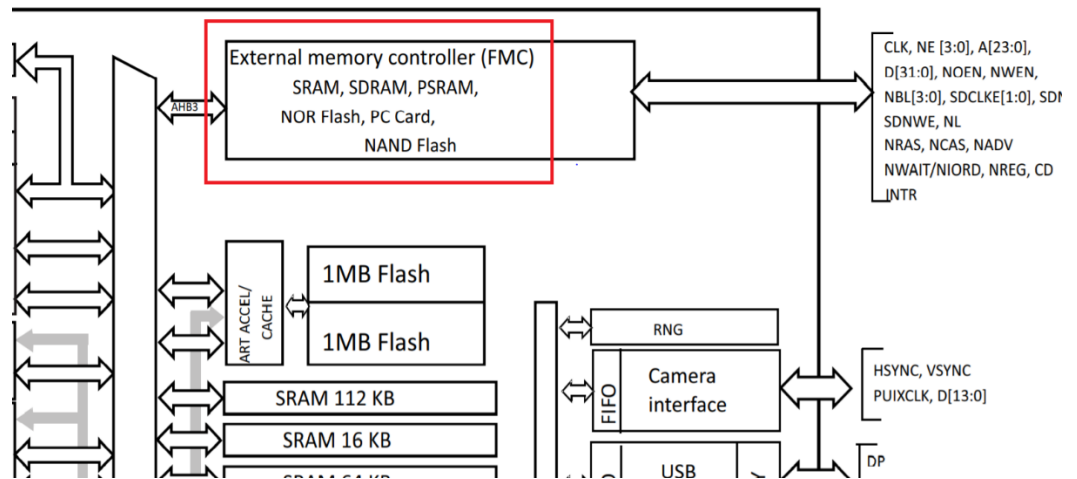 External memory controller (FMC)
SRAM, SDRAM, PSRAM,
NOR Flash, PC Card,
NAND Flash
AHB3
CLK, NE [3:0], A[23:0],
D[31:0], NOEN, NWEN,
NBL[3:0], SDCLKE[1:0],
SDNWE, NL
NRAS, NCAS, NADV
NWAIT/NIORD, NREG, CD
INTR
ART ACCEL/
CACHE
1MB Flash
1MB Flash
SRAM 112 KB
SRAM 16 KB
SRAM 64 KB
RNG
FIFO
Camera
interface
HSYNC, VSYNC
PUIXCLK, D[13:0]
USB
DP